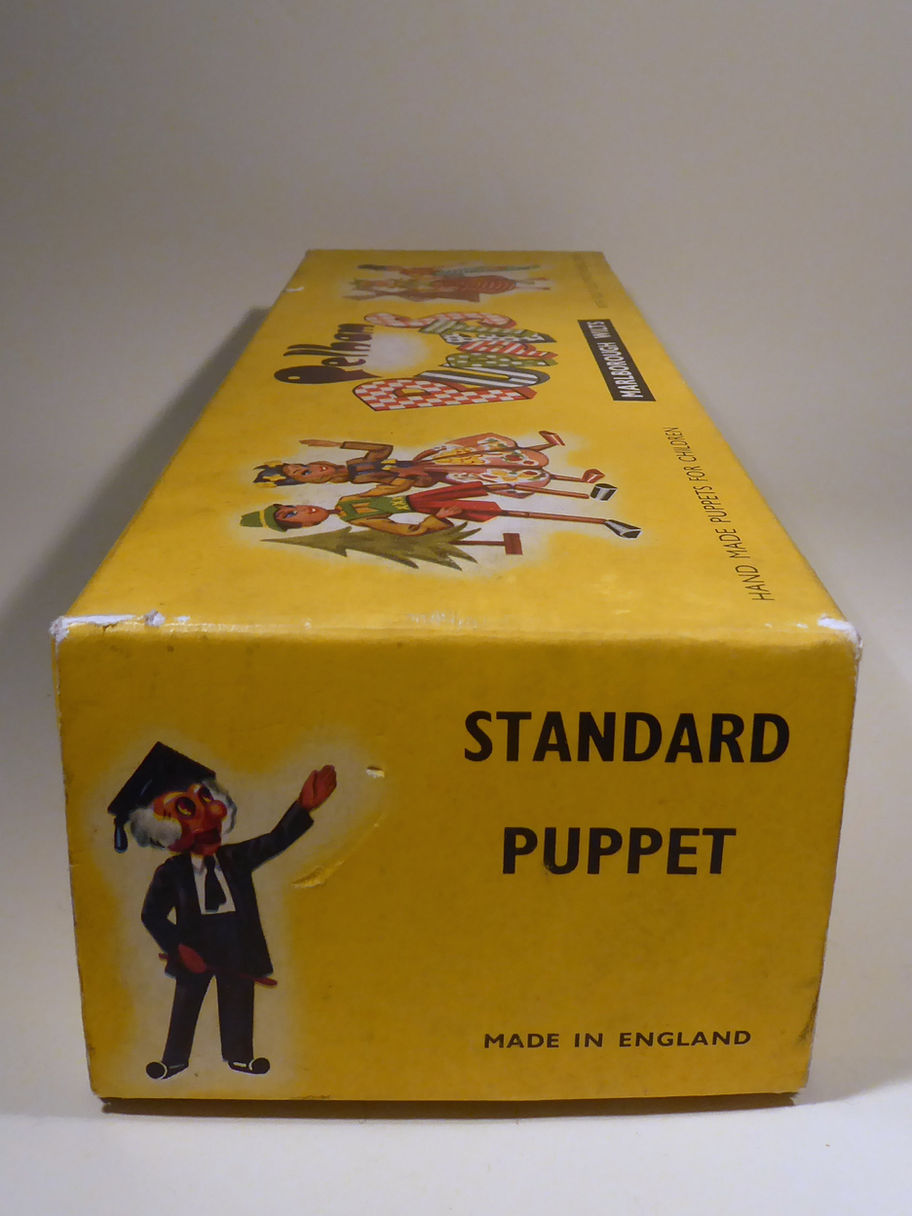 Pelham
PUPPETS
MARLBOROUGH WILTS
HAND MADE PUPPETS FOR CHILDREN
STANDARD
PUPPET
MADE IN ENGLAND